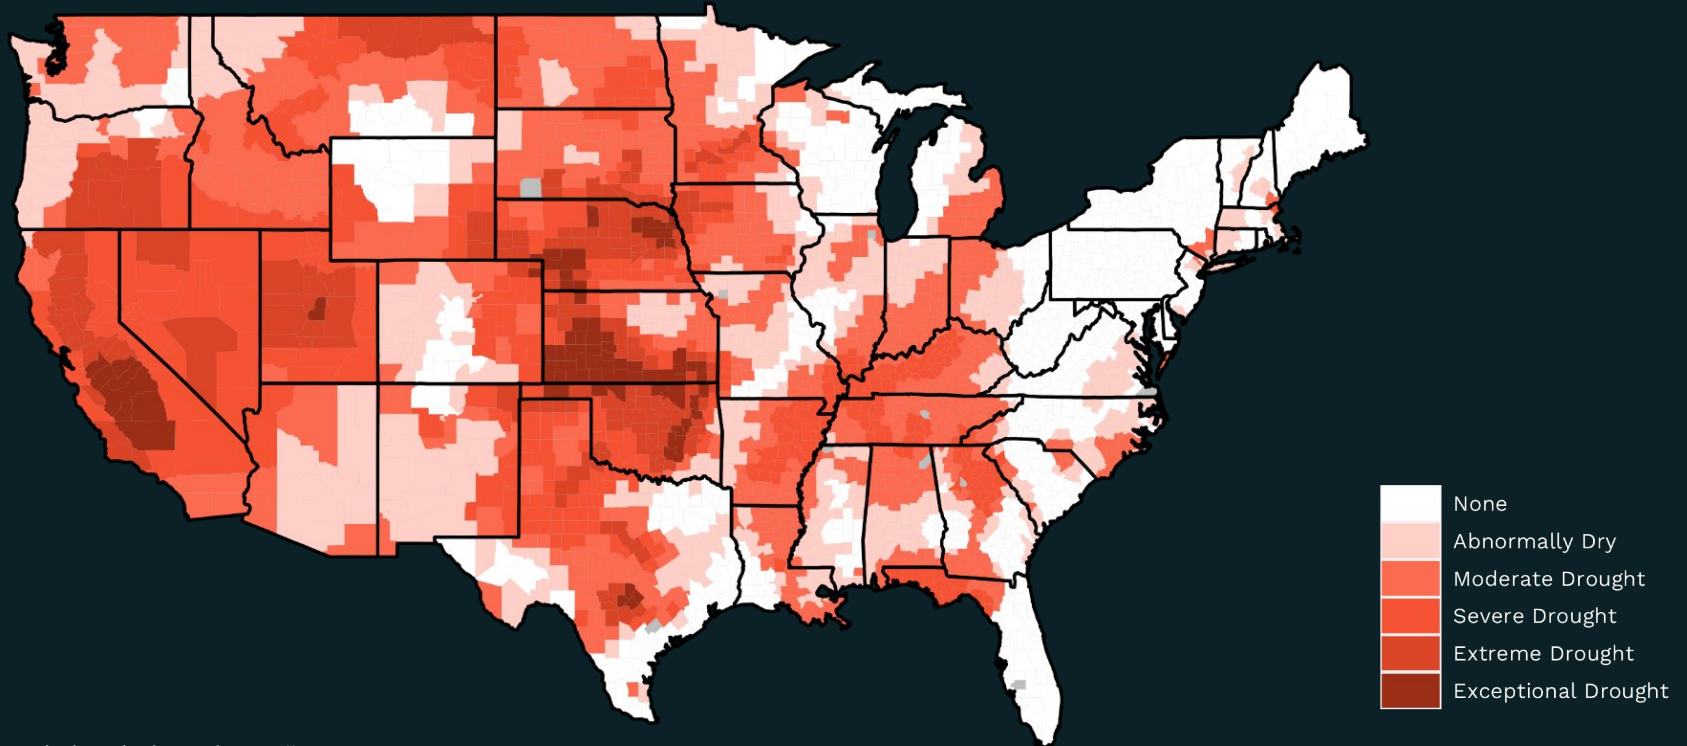 None
Abnormally Dry
Moderate Drought
Severe Drought
Extreme Drought
Exceptional Drought